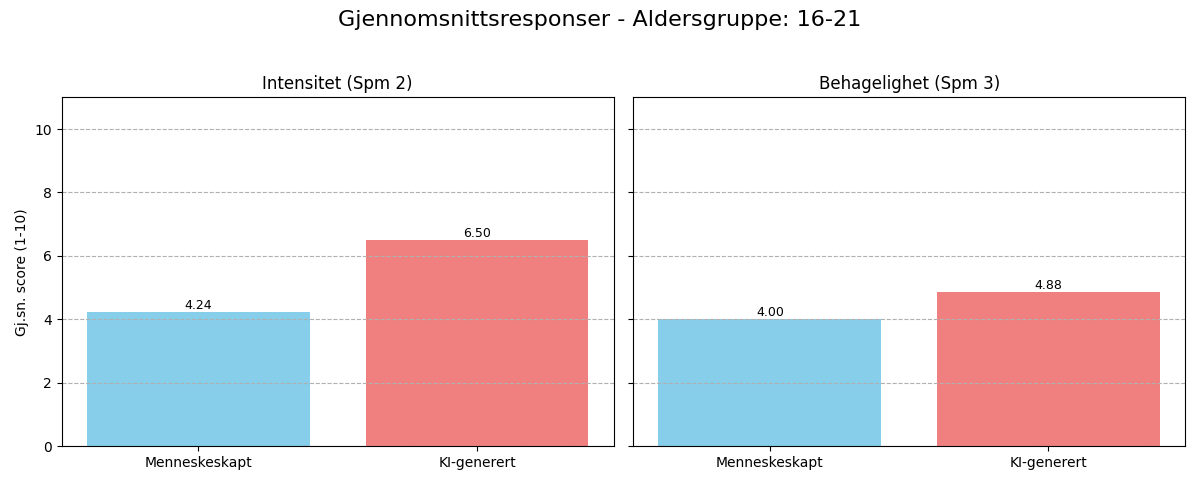 Gjennomsnittsresponser - Aldersgruppe: 16-21
Intensitet (Spm 2)
Gj.sn. score (1-10)
10
8
6
4
2
0
4.24
6.50
Menneskeskapt
KI-generert
Behagelighet (Spm 3)
4.00
4.88
Menneskeskapt
KI-generert